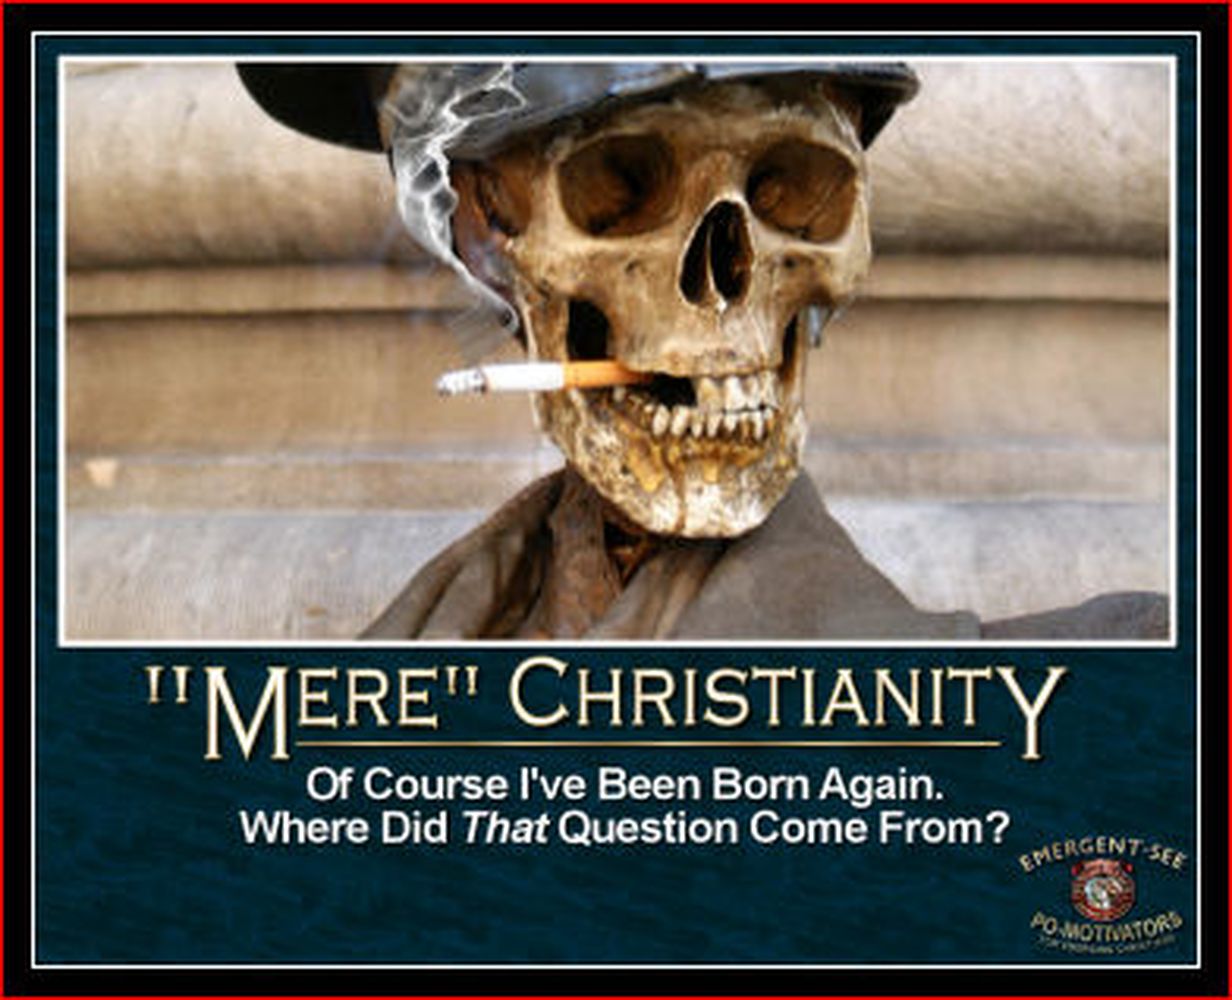 "MERE" CHRISTIANITY
Of Course I've Been Born Again.
Where Did That Question Come From?
EMERGENT-SEE
PO-MOTIVATORS